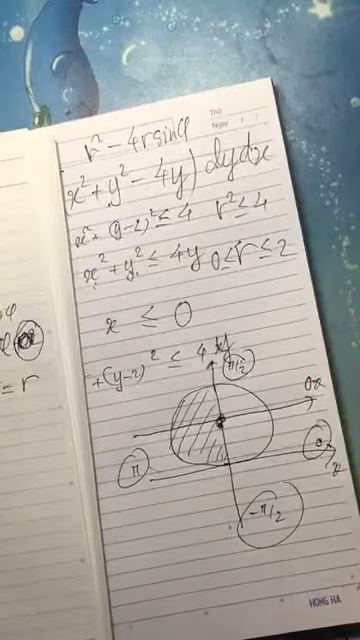 Thứ
Ngày / /
r² - 4rsinφ
(x² + y² - 4y) dydx
x² + (y-2)² ≤ 4 r² ≤ 4
x² + y² ≤ 4y 0 ≤ r ≤ 2
x ≤ 0
+(y-2)² ≤ 4
π/2
0x
π
0
-π/2
φ
= r
HONG HA